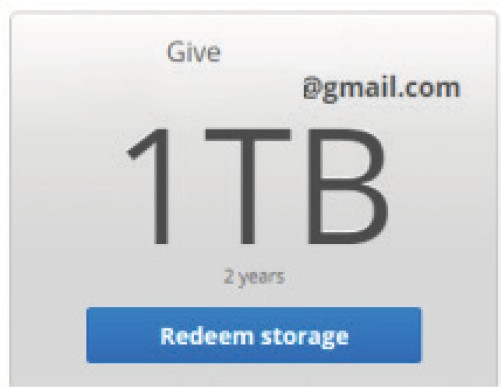 Give
@gmail.com
1TB
2 years
Redeem storage